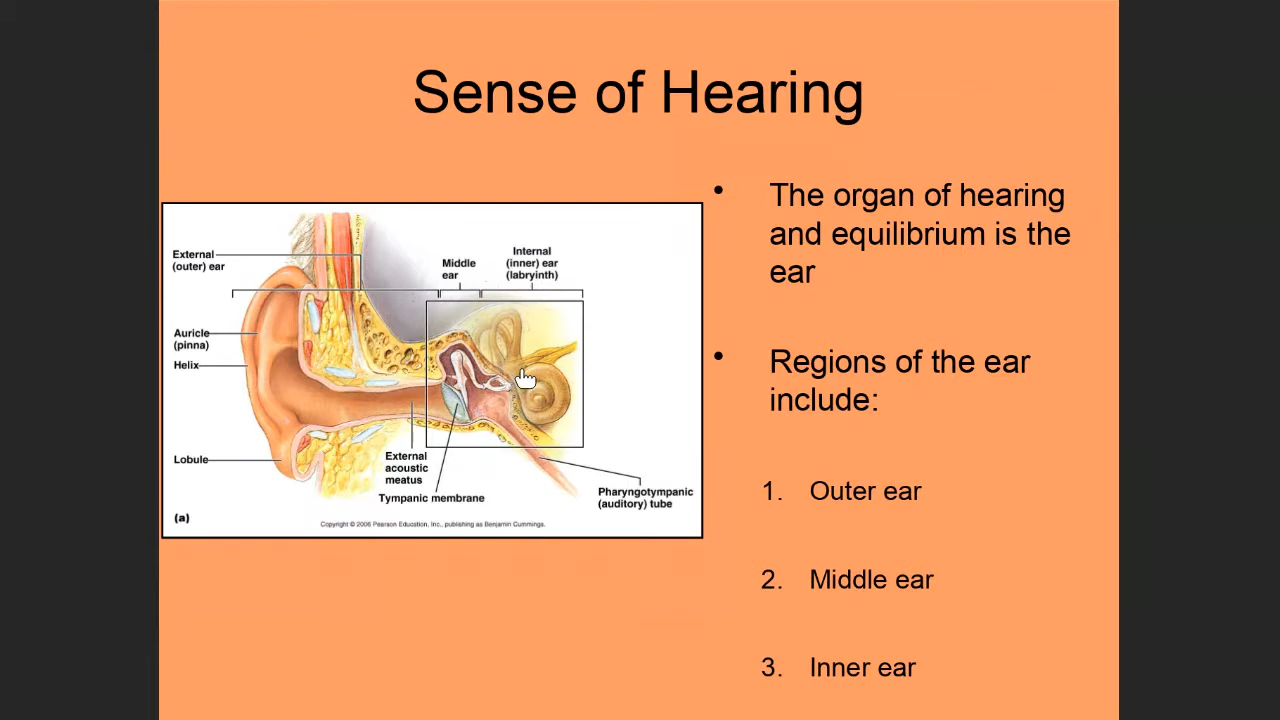 Sense of Hearing
External
(outer) ear
Middle
ear
Internal
(inner) ear
(labyrinth)
Auricle
(pinna)
Helix
Lobule
External
acoustic
meatus
Tympanic membrane
Pharyngotympanic
(auditory) tube
(a)
Copyright © 2006 Pearson Education, Inc., publishing as Benjamin Cummings.
• The organ of hearing
and equilibrium is the
ear
• Regions of the ear
include:
1. Outer ear
2. Middle ear
3. Inner ear